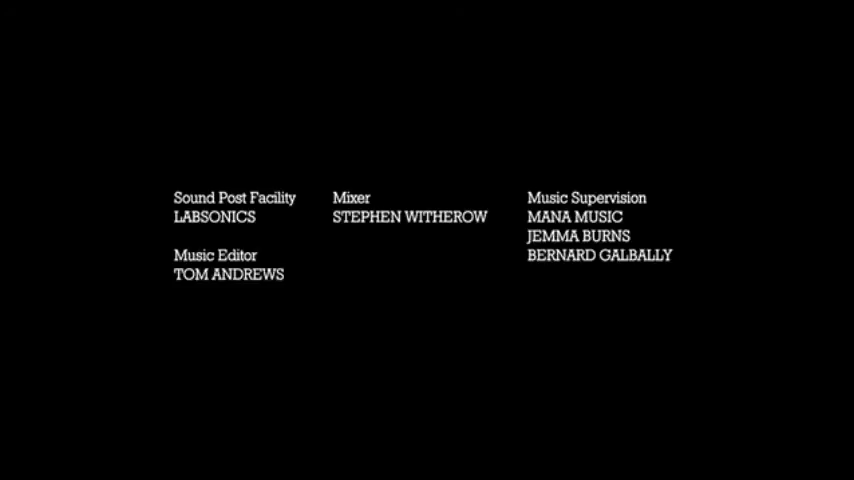 Sound Post Facility
LABSONICS
Music Editor
TOM ANDREWS
Mixer
STEPHEN WITHEROW
Music Supervision
MANA MUSIC
JEMMA BURNS
BERNARD GALBALLY